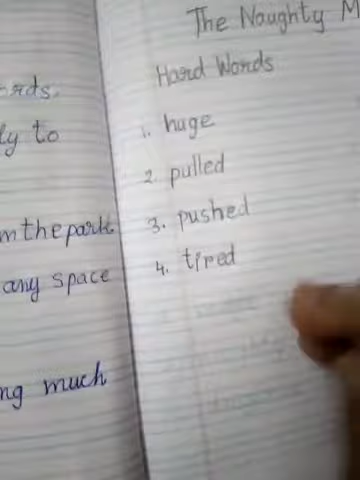 rds.
ly to
m the park
any space
ng much
The Naughty M
Hard Words
1. huge
2. pulled
3. pushed
4. tired